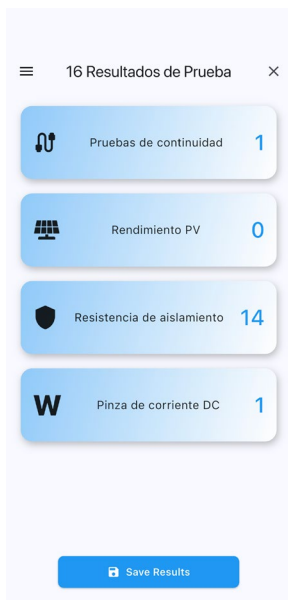 16 Resultados de Prueba
Pruebas de continuidad 1
Rendimiento PV 0
Resistencia de aislamiento 14
W Pinza de corriente DC 1
Save Results